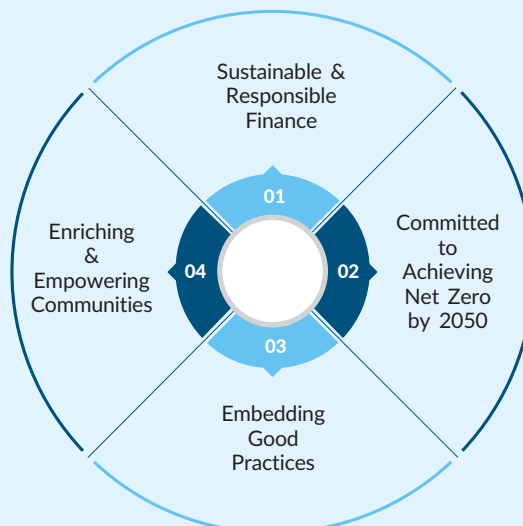 Sustainable &
Responsible
Finance
01
Committed
to
Achieving
Net Zero
by 2050
02
Embedding
Good
Practices
03
Enriching
&
Empowering
Communities
04